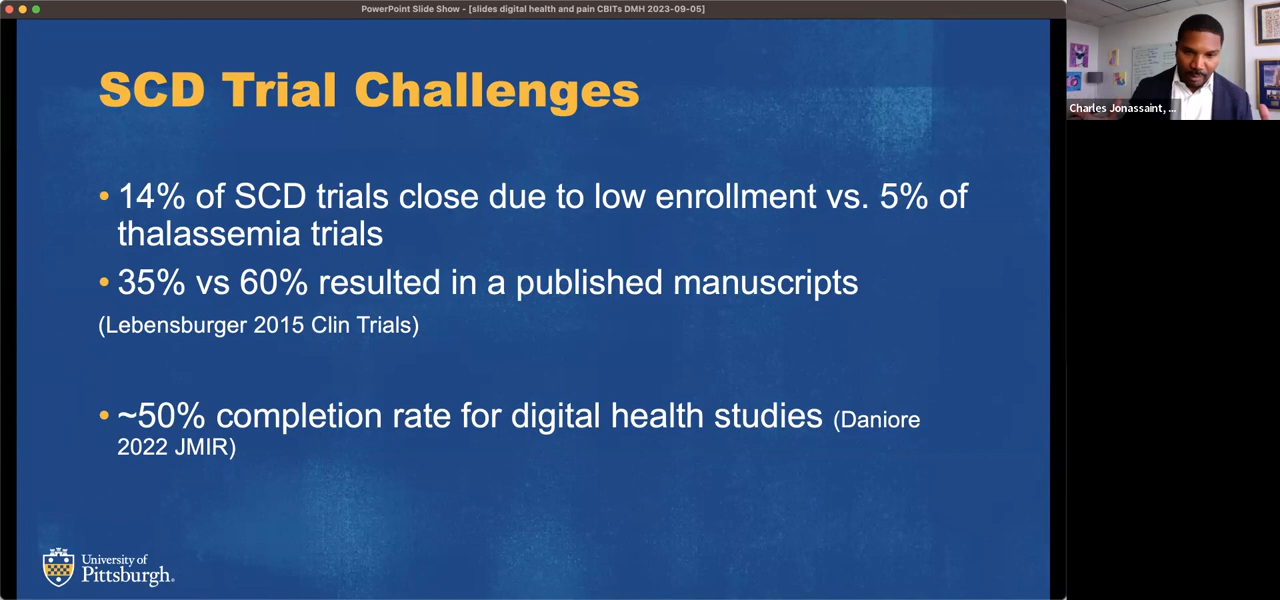 PowerPoint Slide Show - [slides digital health and pain CBITs DMH 2023-09-05]
SCD Trial Challenges
• 14% of SCD trials close due to low enrollment vs. 5% of
thalassemia trials
• 35% vs 60% resulted in a published manuscripts
(Lebensburger 2015 Clin Trials)
• ~50% completion rate for digital health studies (Daniore
2022 JMIR)
University of
Pittsburgh.
Charles Jonassaint, ...